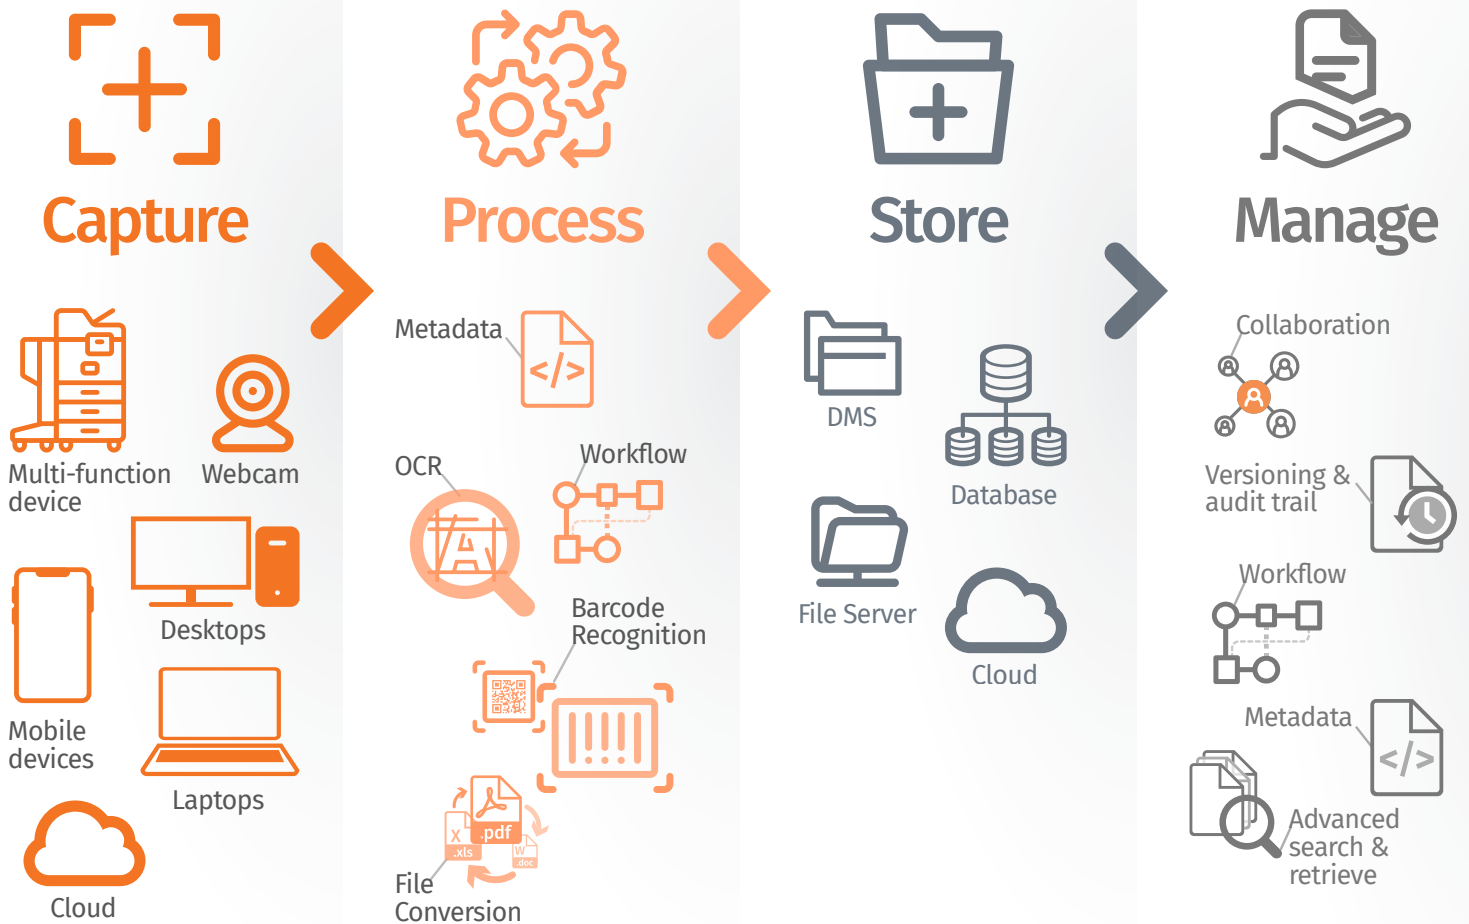 Capture
Multi-function
device
Webcam
Desktops
Mobile
devices
Laptops
Cloud
Process
Metadata
</>
OCR
A
Workflow
Barcode
Recognition
.pdf
X
.xls
W
.doc
File
Conversion
Store
DMS
Database
File Server
Cloud
Manage
Collaboration
Versioning &
audit trail
Workflow
Metadata
</>
Advanced
search &
retrieve